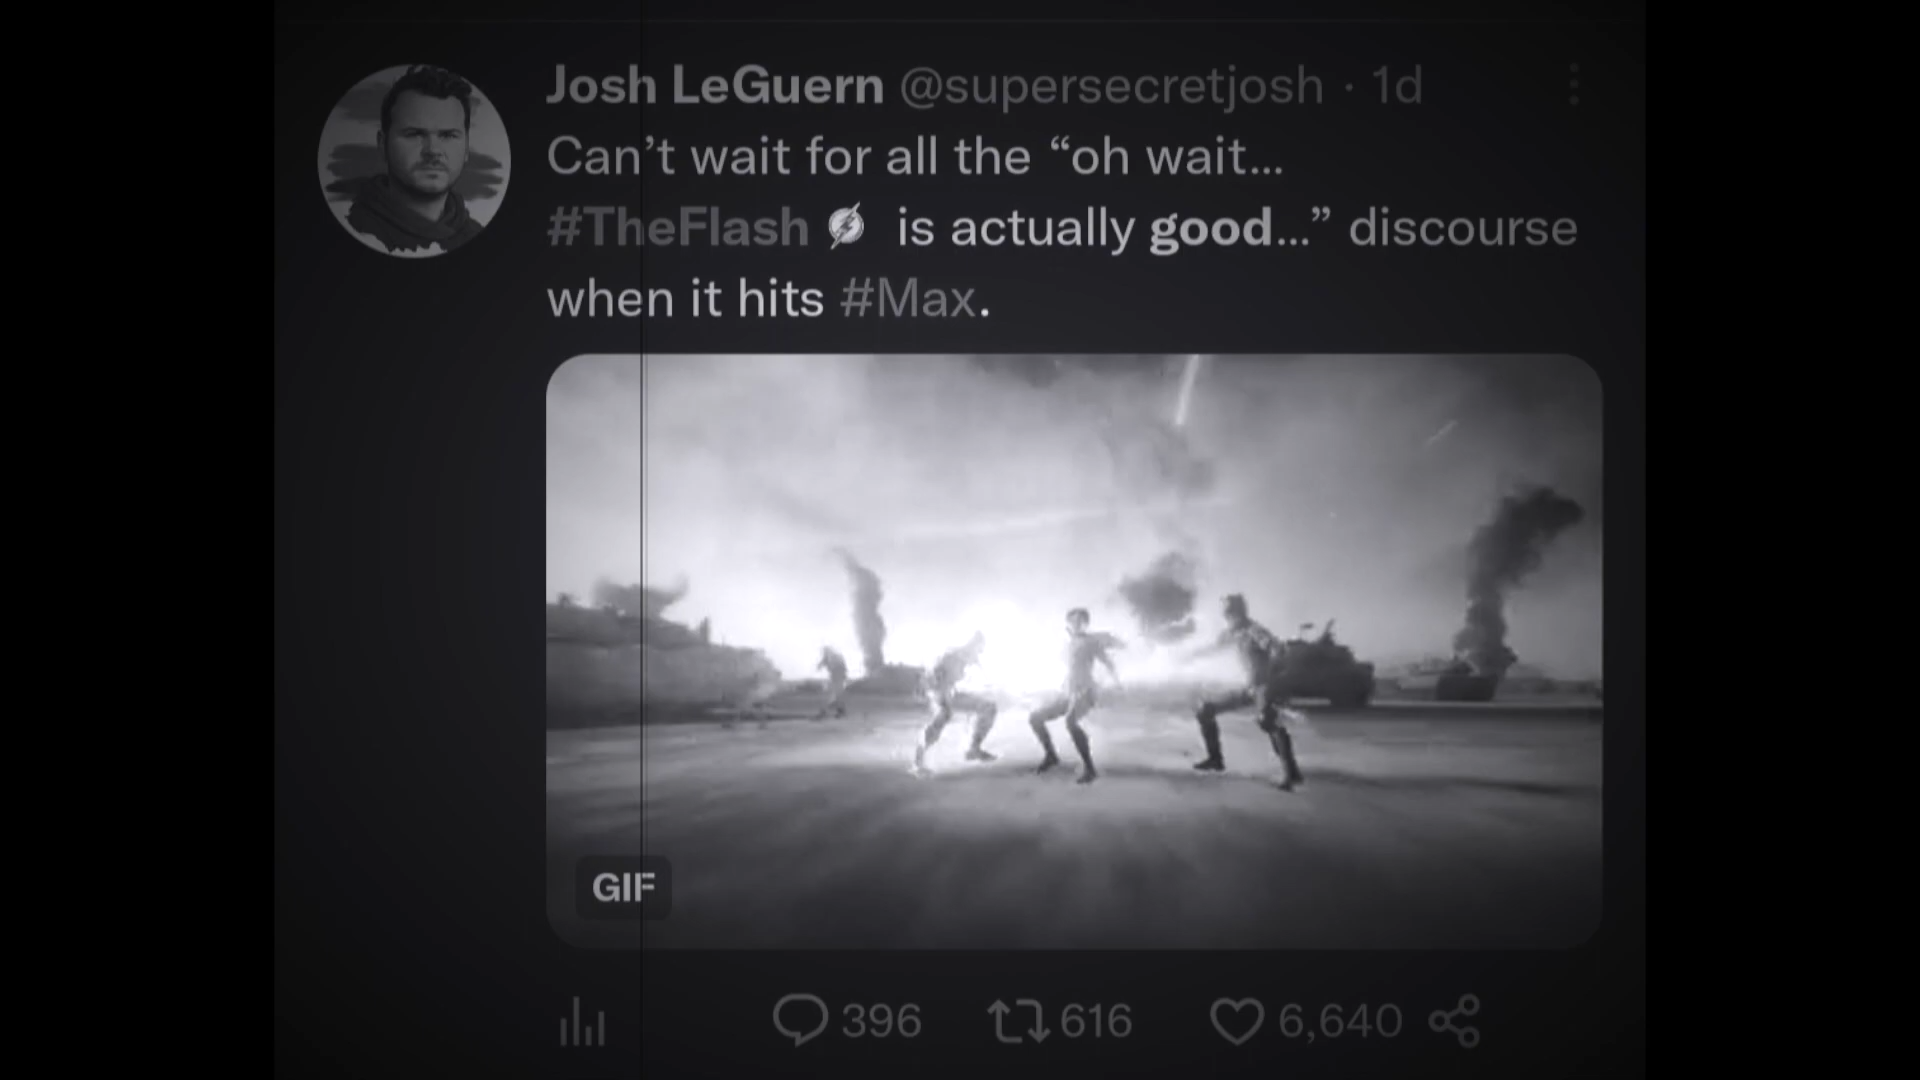 Josh LeGuern @supersecretjosh · 1d
Can’t wait for all the “oh wait...
#TheFlash is actually good...” discourse
when it hits #Max.
GIF
396 616 6,640